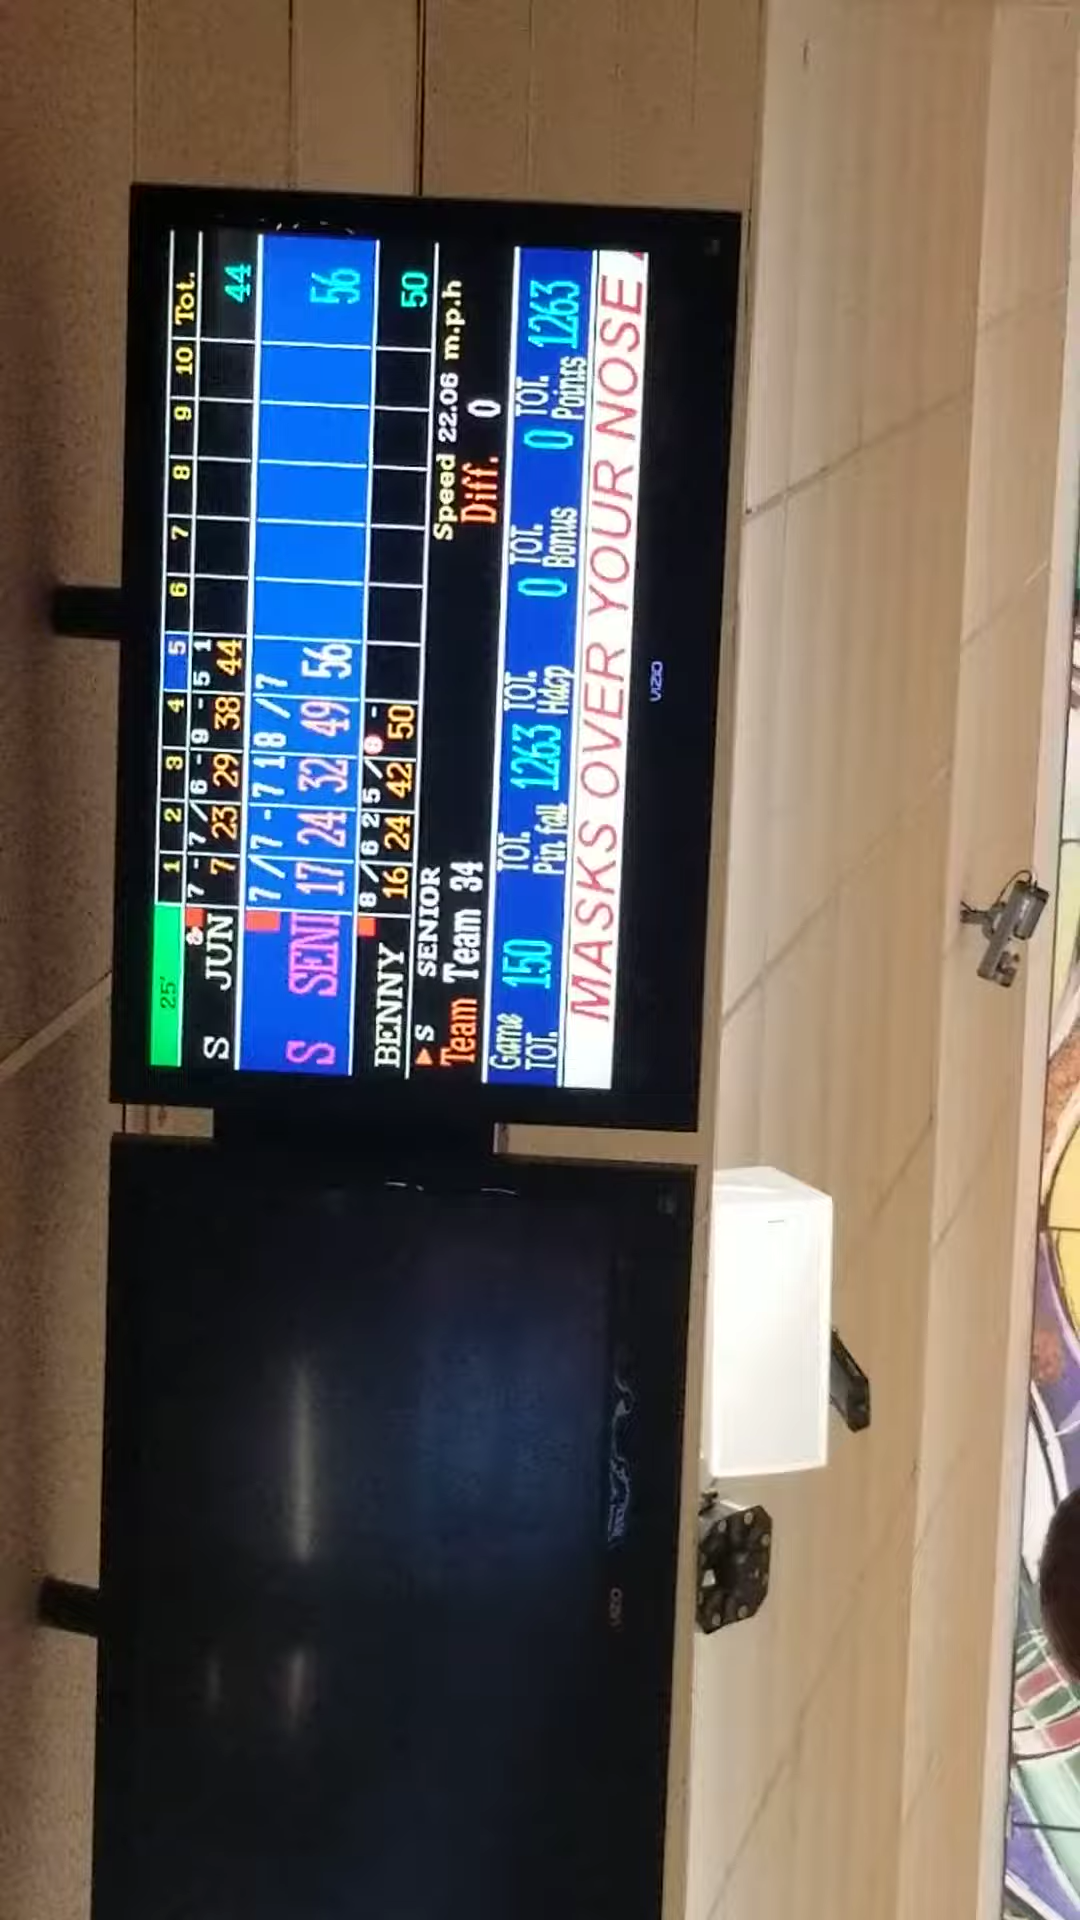 25'
1 2 3 4 5 6 7 8 9 10 Tot.
7 - 7 / 6 - 9 - 5 1
S JUN 7 23 29 38 44 44
7 / 7 - 7 1 8 / 7
S SENI 17 24 32 49 56 56
8 / 6 2 5 / 8 -
BENNY 16 24 42 50 50
S SENIOR Speed 22.06 m.p.h
Team Team 34 Diff. 0
Game TOT. 150 TOT. Pin fall 1263 TOT. Hdcp 0 TOT. Bonus 0 TOT. Points 1263
MASKS OVER YOUR NOSE
VIZIO
VIZIO